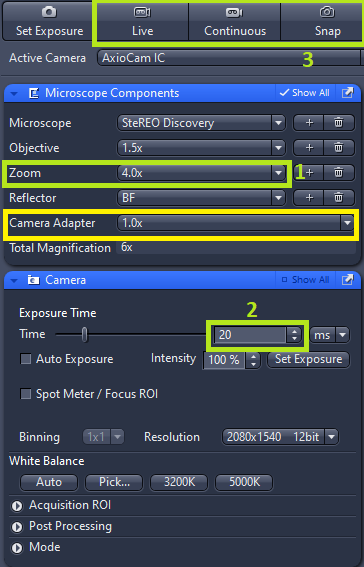 Set Exposure Live Continuous Snap
3
Active Camera AxioCam IC
Microscope Components Show All
Microscope SteREO Discovery
Objective 1.5x
Zoom 4.0x 1
Reflector BF
Camera Adapter 1.0x
Total Magnification 6x
Camera Show All
Exposure Time
2
Time 20 ms
Auto Exposure Intensity 100 % Set Exposure
Spot Meter / Focus ROI
Binning 1x1 Resolution 2080x1540 12bit
White Balance
Auto Pick... 3200K 5000K
Acquisition ROI
Post Processing
Mode